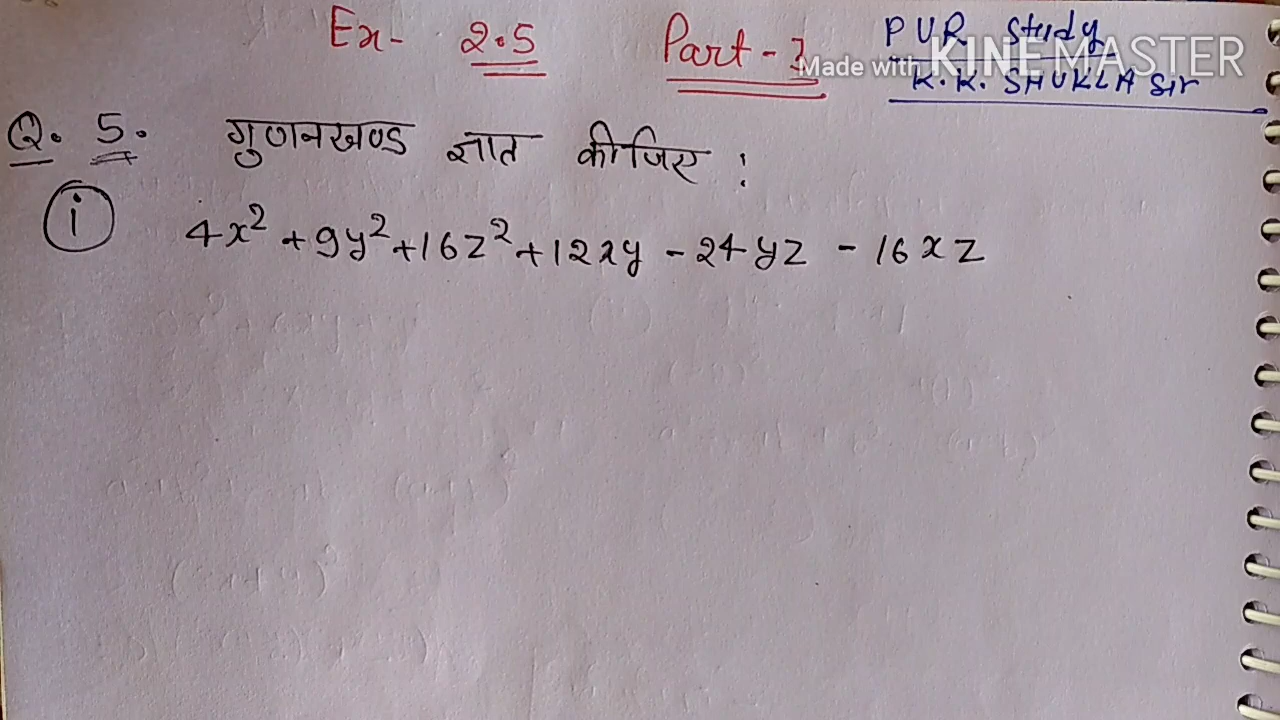 Ex- 2.5 Part-3 PUR Study
Made with KINEMASTER
K.K. SHUKLA Sir
Q. 5. गुणनखण्ड ज्ञात कीजिए :
i 4x² + 9y² + 16z² + 12xy - 24yz - 16xz